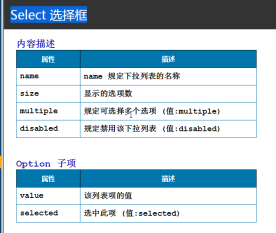 Select 选择框
内容描述
属性 描述
name name 规定下拉列表的名称
size 显示的选项数
multiple 规定可选择多个选项 (值:multiple)
disabled 规定禁用该下拉列表 (值:disabled)
Option 子项
属性 描述
value 该列表项的值
selected 选中此项 (值:selected)